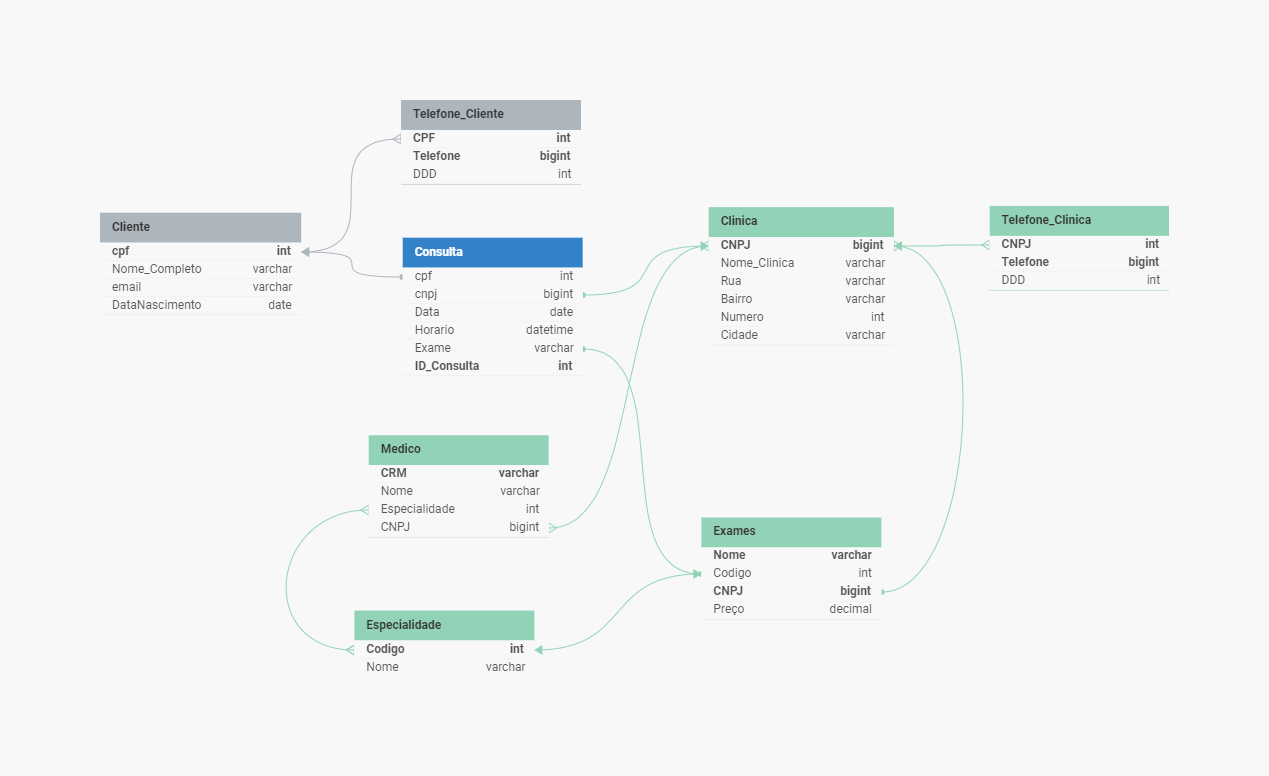 Telefone_Cliente
CPF int
Telefone bigint
DDD int
Cliente
cpf int
Nome_Completo varchar
email varchar
DataNascimento date
Consulta
cpf int
cnpj bigint
Data date
Horario datetime
Exame varchar
ID_Consulta int
Clinica
CNPJ bigint
Nome_Clinica varchar
Rua varchar
Bairro varchar
Numero int
Cidade varchar
Telefone_Clinica
CNPJ int
Telefone bigint
DDD int
Medico
CRM varchar
Nome varchar
Especialidade int
CNPJ bigint
Exames
Nome varchar
Codigo int
CNPJ bigint
Preço decimal
Especialidade
Codigo int
Nome varchar